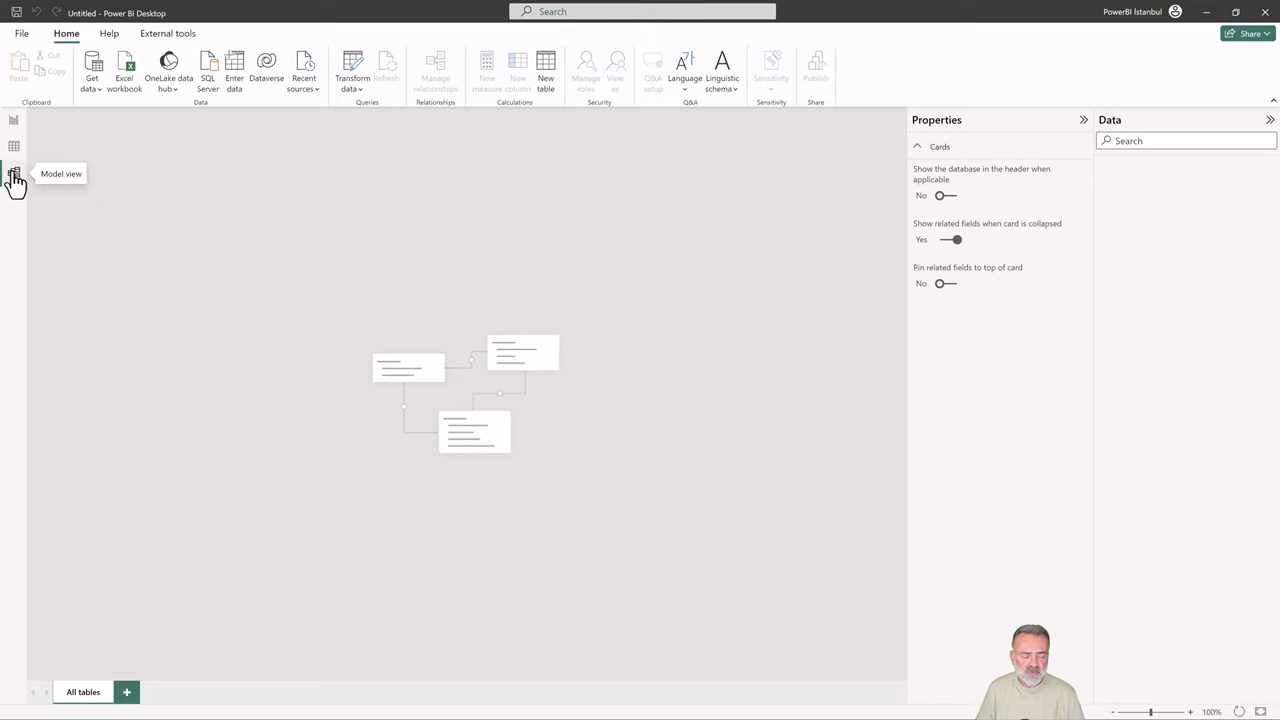 Untitled - Power BI Desktop
Search
PowerBI İstanbul
File
Home
Help
External tools
Share
Paste
Cut
Copy
Get data
Excel workbook
OneLake data hub
SQL Server
Enter data
Dataverse
Recent sources
Transform data
Refresh
Manage relationships
New measure
New column
New table
Manage roles
View as
Q&A setup
Language
Linguistic schema
Sensitivity
Publish
Clipboard
Data
Queries
Relationships
Calculations
Security
Q&A
Sensitivity
Share
Model view
Properties
Cards
Show the database in the header when
applicable
No
Show related fields when card is collapsed
Yes
Pin related fields to top of card
No
Data
Search
All tables
100%